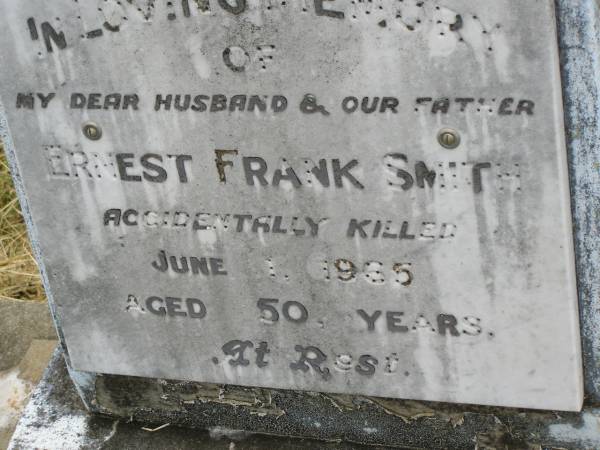 In Loving Memory
of
my dear husband & our father
Ernest Frank Smith
accidentally killed
June 1, 1965
aged 50 years.
At Rest.